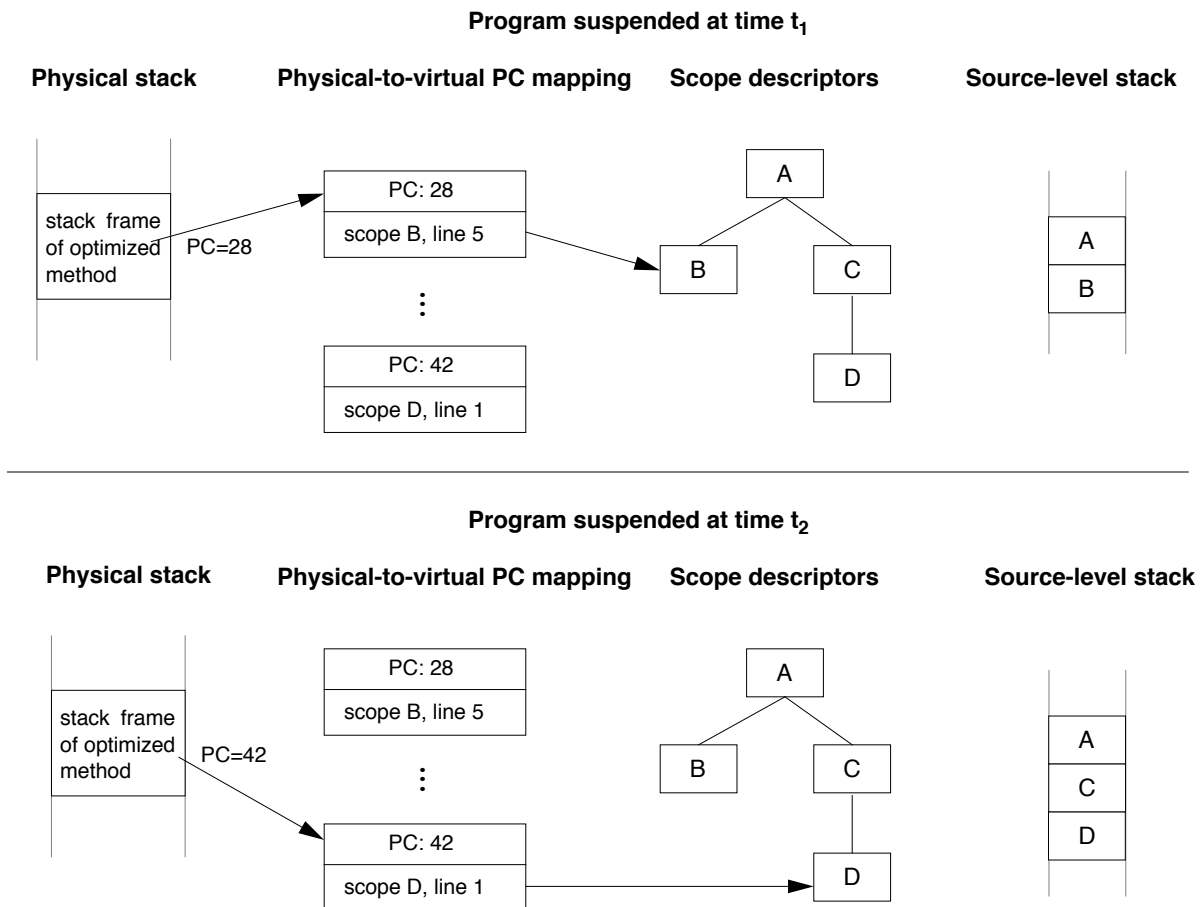 Program suspended at time t1
Physical stack
Physical-to-virtual PC mapping
Scope descriptors
Source-level stack
stack frame
of optimized
method
PC=28
PC: 28
scope B, line 5
PC: 42
scope D, line 1
A
B
C
D
A
B
Program suspended at time t2
Physical stack
Physical-to-virtual PC mapping
Scope descriptors
Source-level stack
stack frame
of optimized
method
PC=42
PC: 28
scope B, line 5
PC: 42
scope D, line 1
A
B
C
D
A
C
D